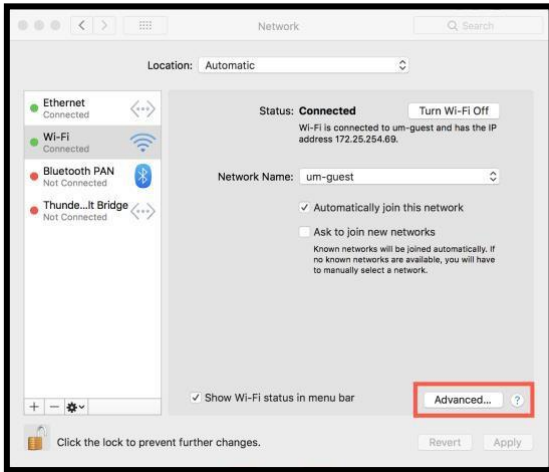 Network
Search
Location: Automatic
Ethernet
Connected
Wi-Fi
Connected
Bluetooth PAN
Not Connected
Thunde...lt Bridge
Not Connected
Status: Connected
Turn Wi-Fi Off
Wi-Fi is connected to um-guest and has the IP
address 172.25.254.69.
Network Name: um-guest
Automatically join this network
Ask to join new networks
Known networks will be joined automatically. If
no known networks are available, you will have
to manually select a network.
Show Wi-Fi status in menu bar
Advanced...
?
Click the lock to prevent further changes.
Revert
Apply